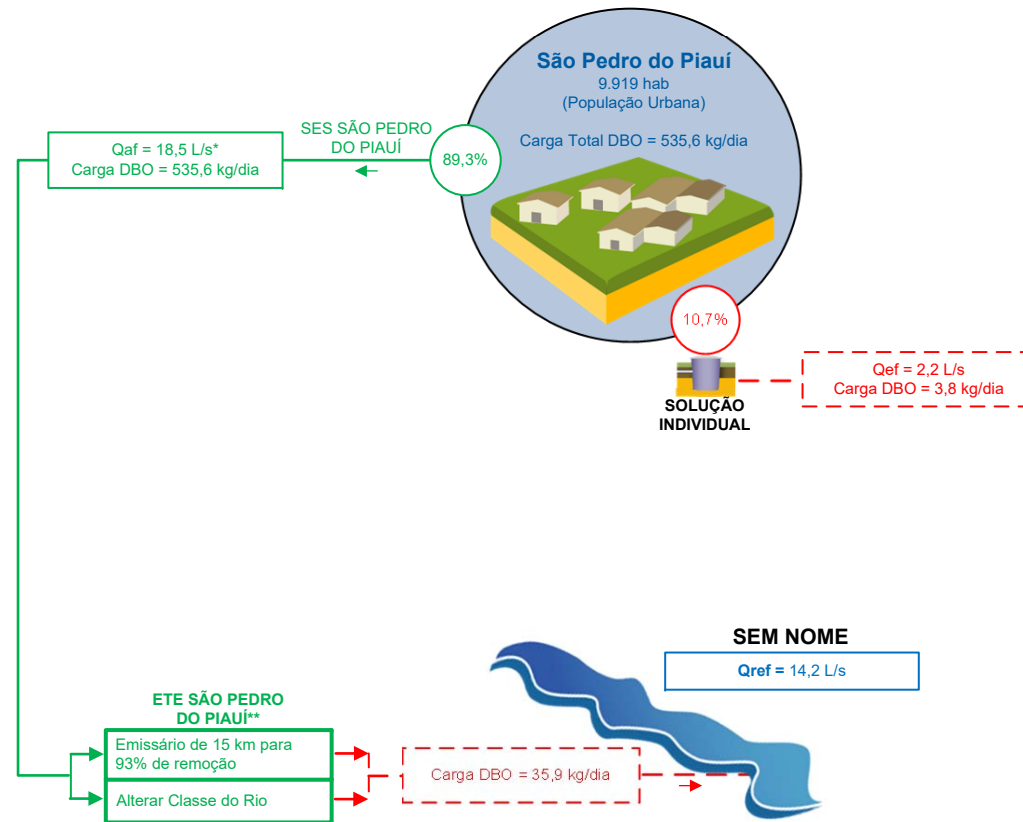 São Pedro do Piauí
9.919 hab
(População Urbana)
Carga Total DBO = 535,6 kg/dia
SES SÃO PEDRO
DO PIAUÍ
89,3%
Qaf = 18,5 L/s*
Carga DBO = 535,6 kg/dia
10,7%
SOLUÇÃO
INDIVIDUAL
Qef = 2,2 L/s
Carga DBO = 3,8 kg/dia
SEM NOME
Qref = 14,2 L/s
ETE SÃO PEDRO
DO PIAUÍ**
Emissário de 15 km para
93% de remoção
Alterar Classe do Rio
Carga DBO = 35,9 kg/dia